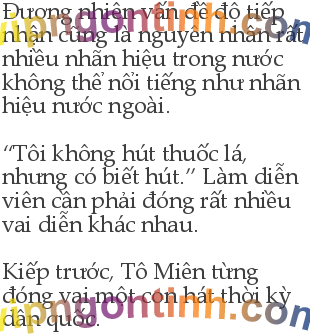 Đương nhiên vấn đề độ tiếp
nhận cũng là nguyên nhân rất
nhiều nhãn hiệu trong nước
không thể nổi tiếng như nhãn
hiệu nước ngoài.
“Tôi không hút thuốc lá,
nhưng có biết hút.” Làm diễn
viên cần phải đóng rất nhiều
vai diễn khác nhau.
Kiếp trước, Tô Miên từng
đóng vai một con hát thời kỳ
dân quốc.